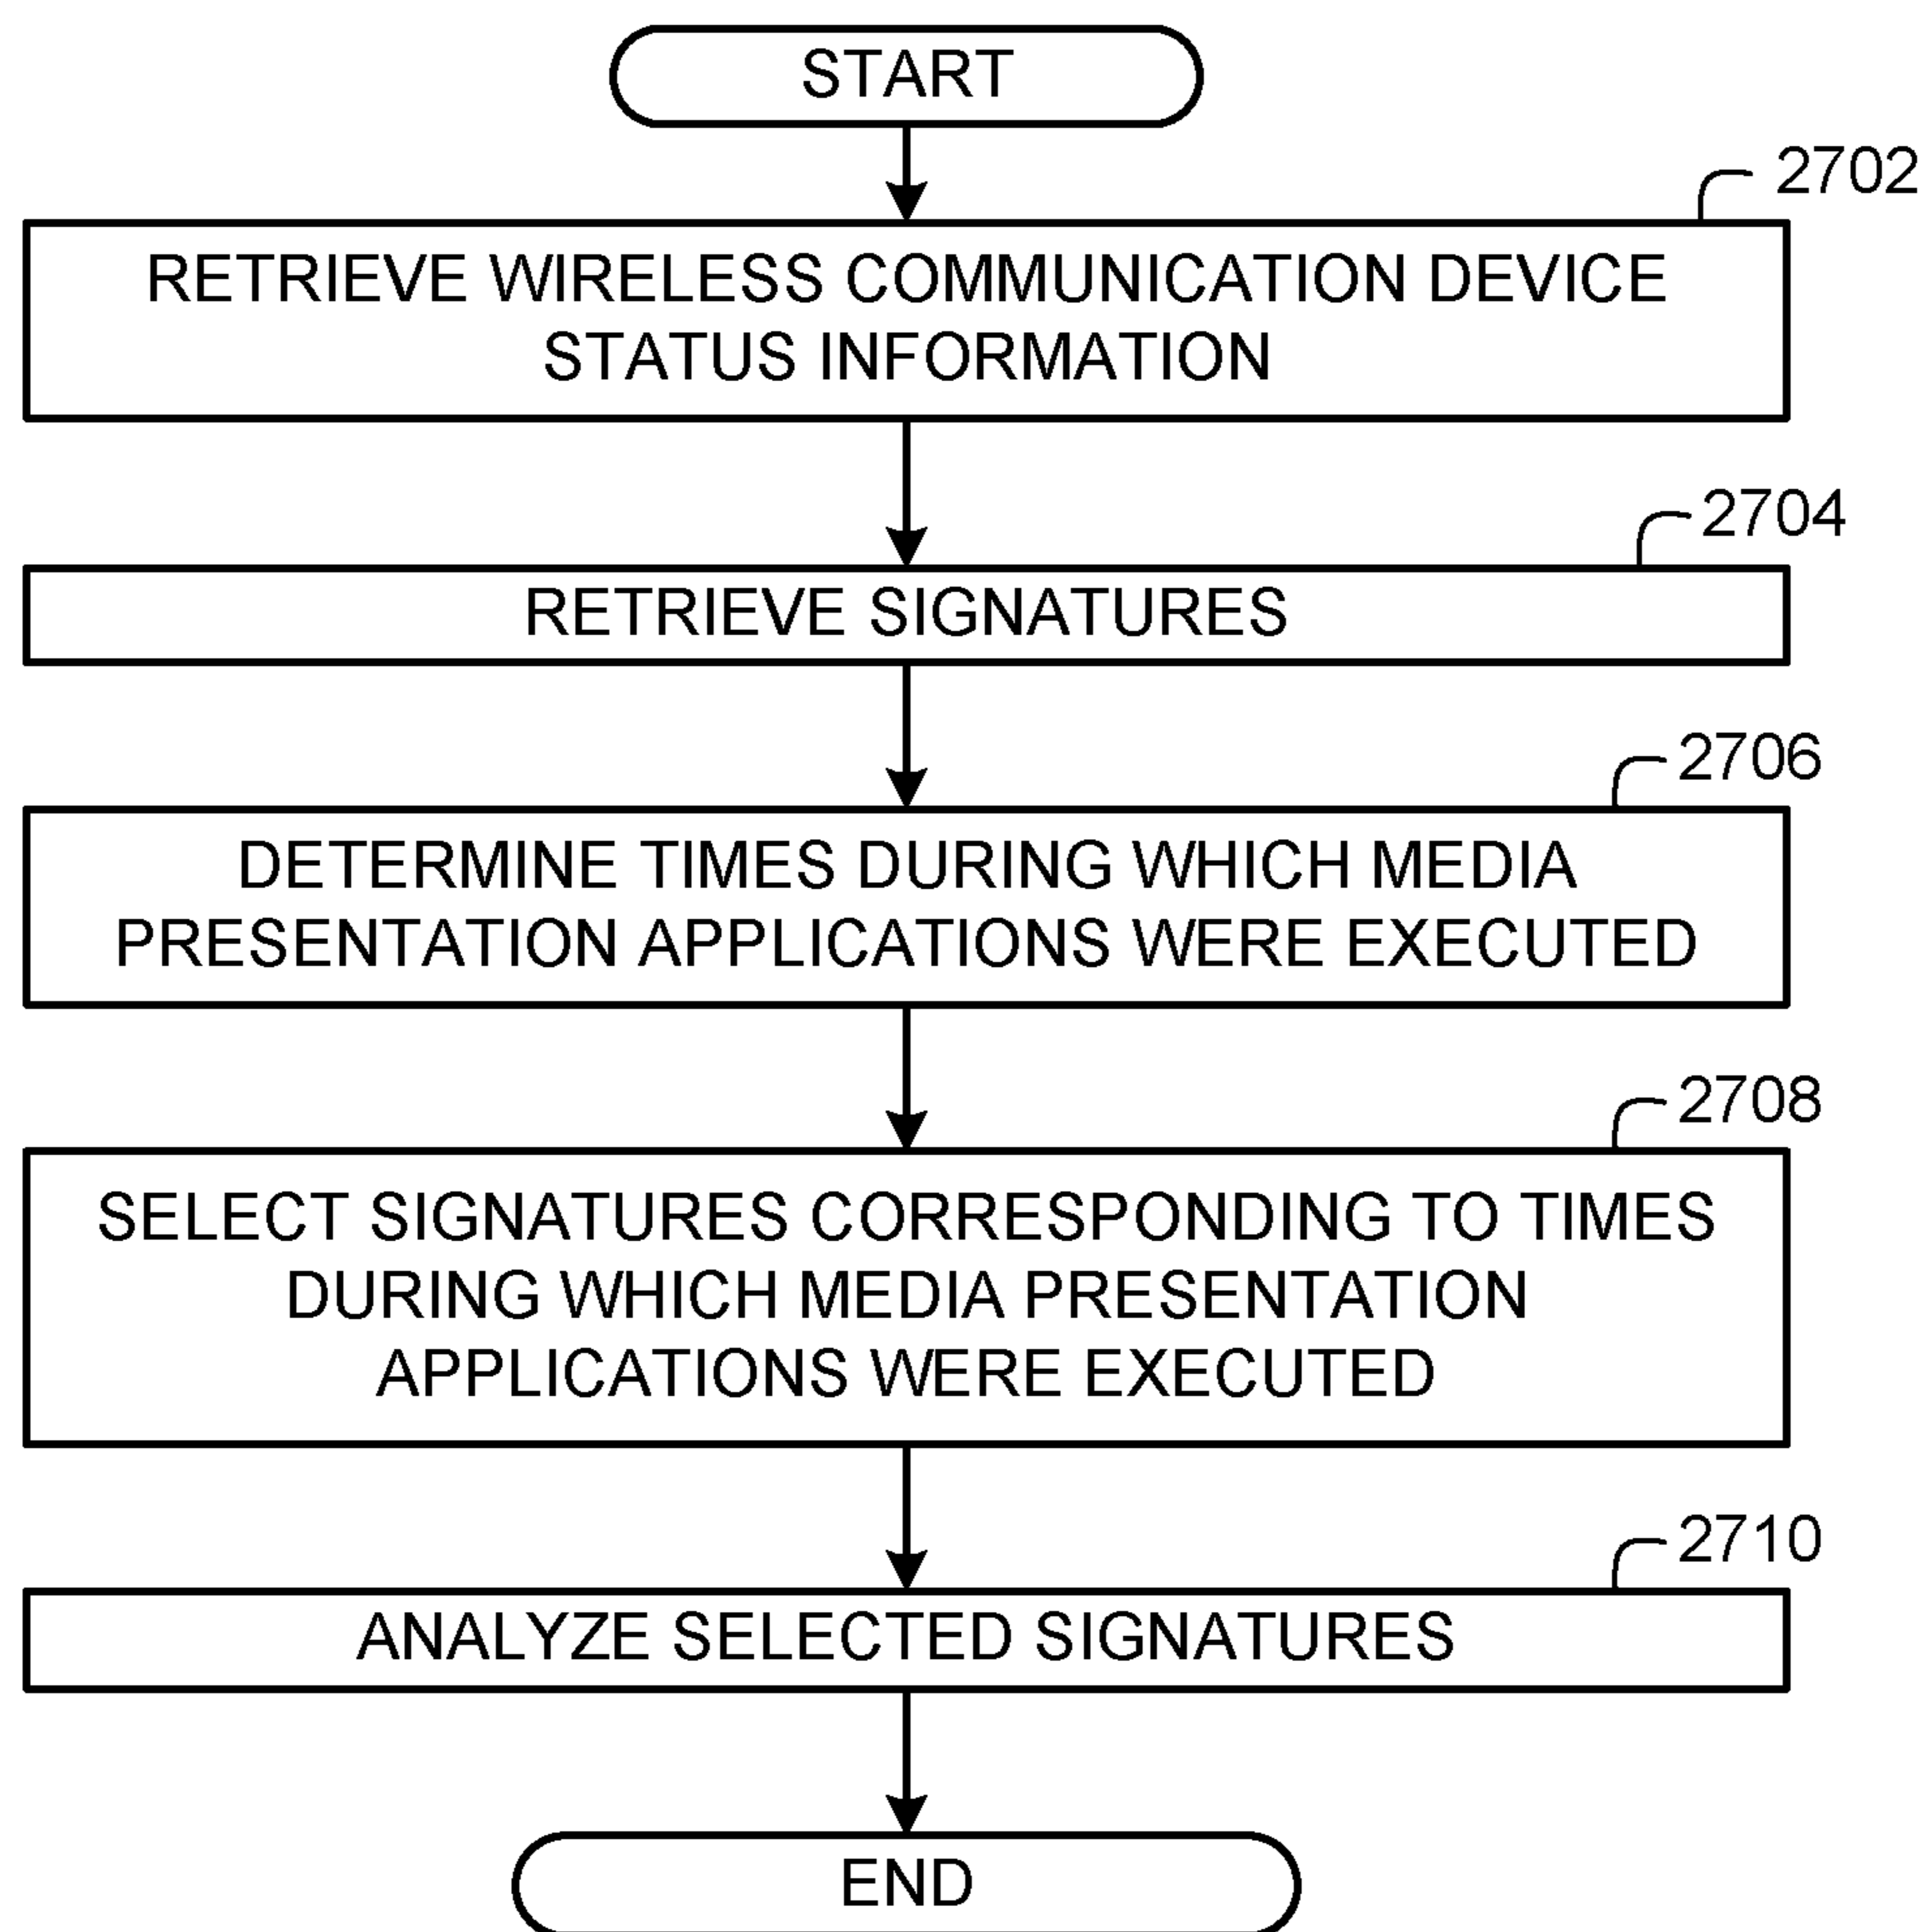 START
2702
RETRIEVE WIRELESS COMMUNICATION DEVICE
STATUS INFORMATION
2704
RETRIEVE SIGNATURES
2706
DETERMINE TIMES DURING WHICH MEDIA
PRESENTATION APPLICATIONS WERE EXECUTED
2708
SELECT SIGNATURES CORRESPONDING TO TIMES
DURING WHICH MEDIA PRESENTATION
APPLICATIONS WERE EXECUTED
2710
ANALYZE SELECTED SIGNATURES
END